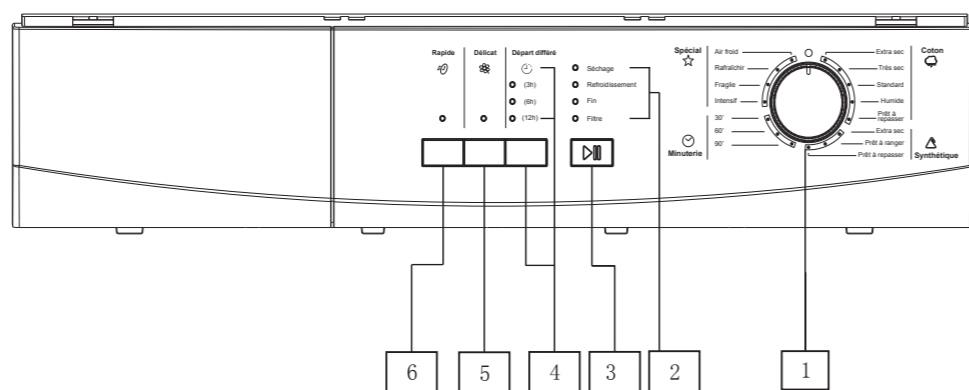 Rapide
Délicat
Départ différé
(3h)
(6h)
(12h)
Séchage
Refroidissement
Fin
Filtre
Spécial
Air froid
Rafraîchir
Fragile
Intensif
30'
60'
90'
Minuterie
Extra sec
Très sec
Standard
Humide
Prêt à
repasser
Coton
Extra sec
Prêt à ranger
Prêt à repasser
Synthétique
6
5
4
3
2
1